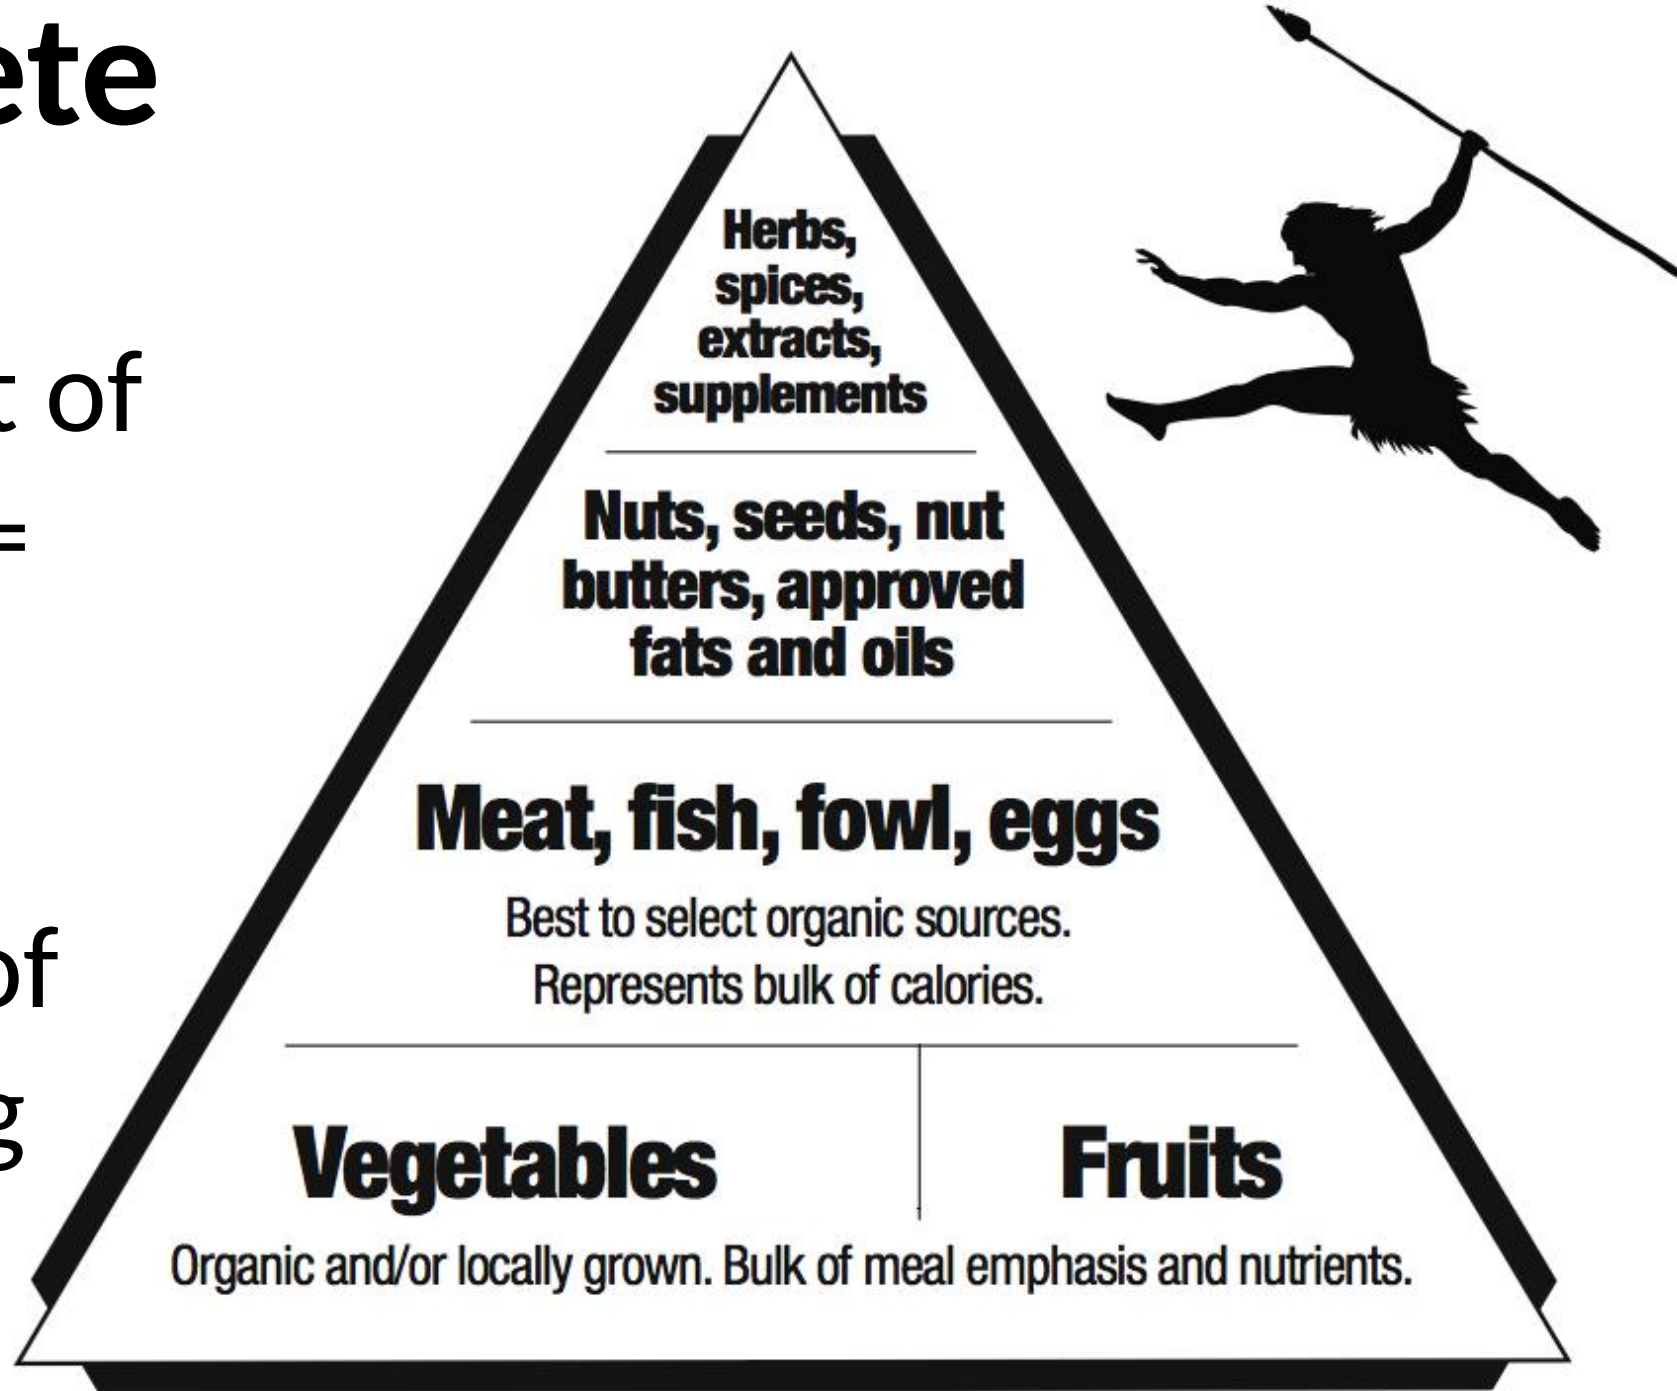 ete
t of
=
of
g
Herbs,
spices,
extracts,
supplements
Nuts, seeds, nut
butters, approved
fats and oils
Meat, fish, fowl, eggs
Best to select organic sources.
Represents bulk of calories.
Vegetables
Fruits
Organic and/or locally grown. Bulk of meal emphasis and nutrients.